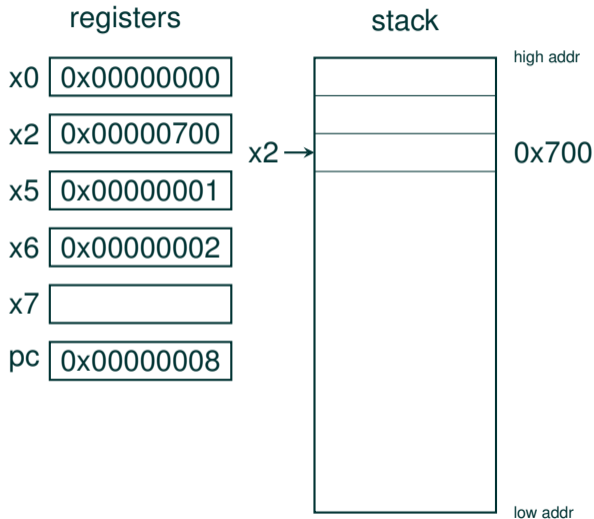 registers
stack
high addr
x0 0x00000000
x2 0x00000700
x2
0x700
x5 0x00000001
x6 0x00000002
x7
pc 0x00000008
low addr